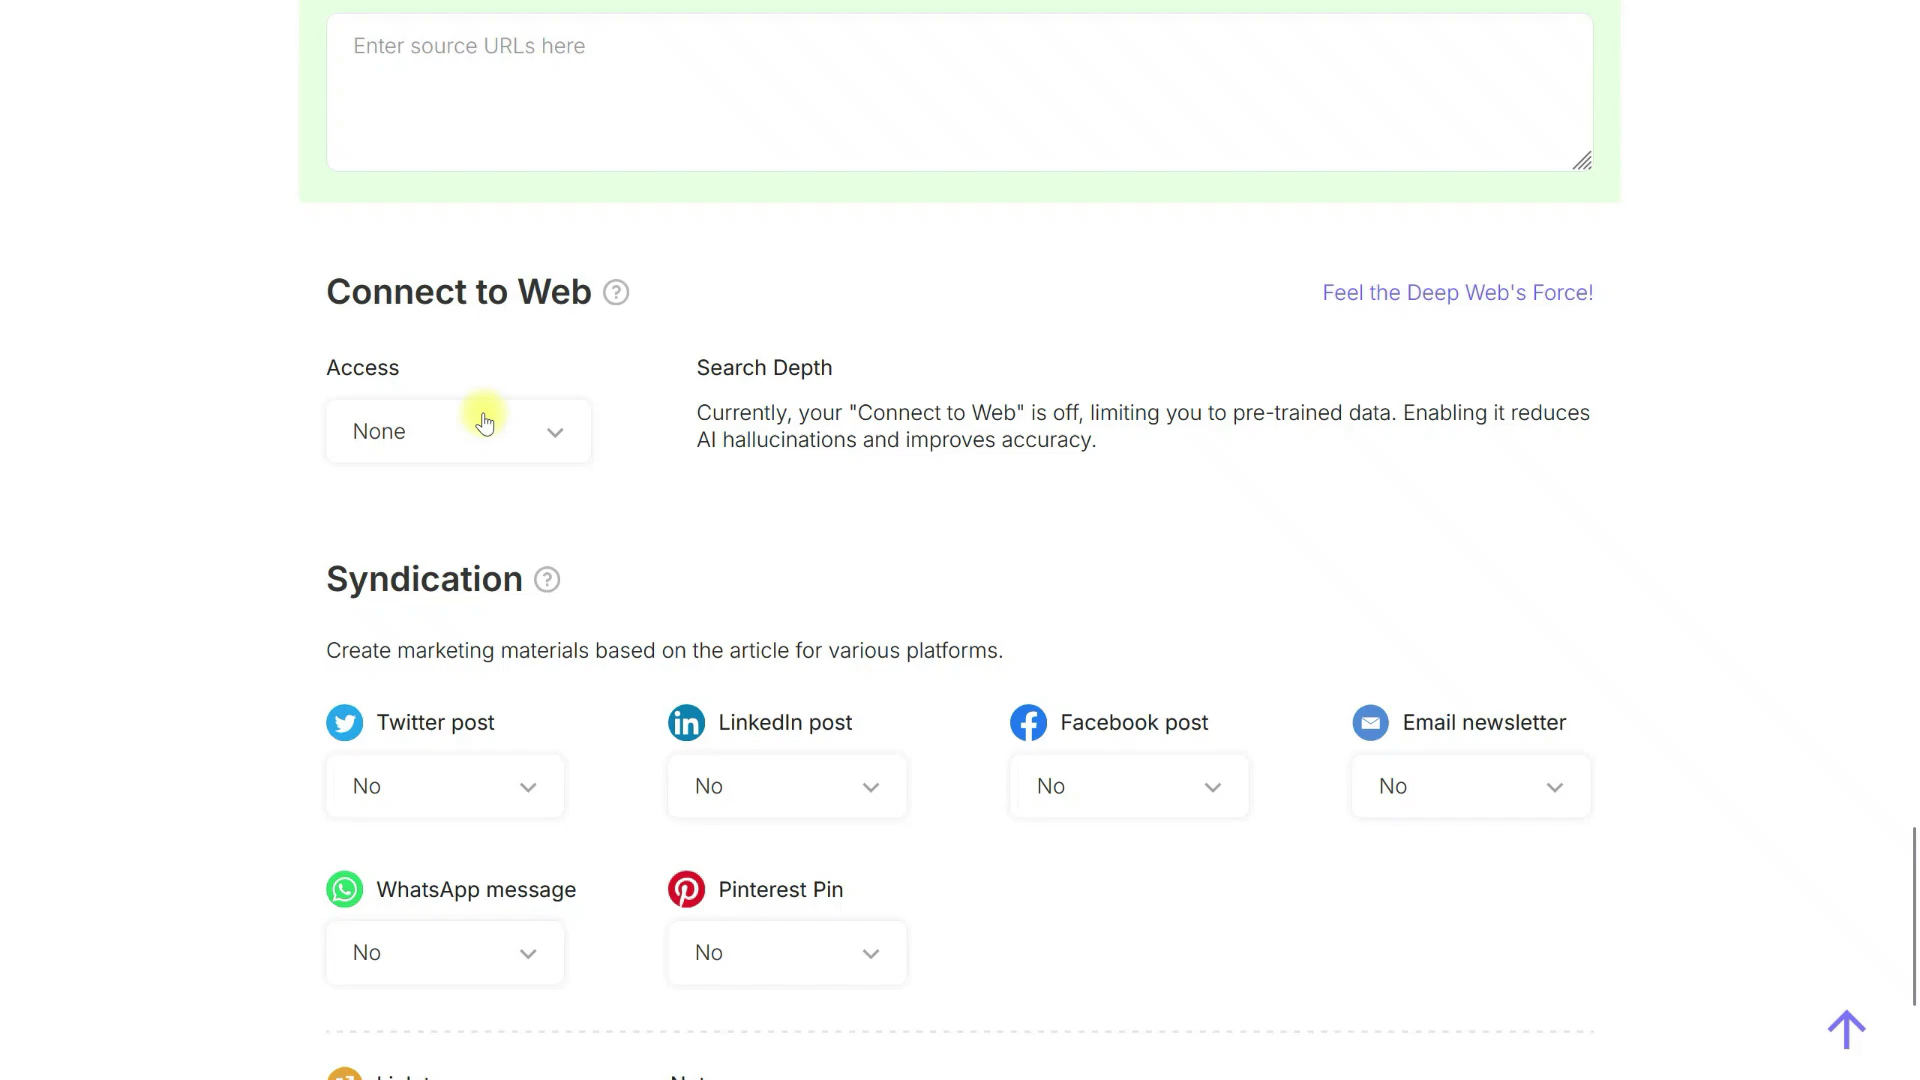 Enter source URLs here
Connect to Web
Feel the Deep Web's Force!
Access
Search Depth
None
Currently, your "Connect to Web" is off, limiting you to pre-trained data. Enabling it reduces
AI hallucinations and improves accuracy.
Syndication
Create marketing materials based on the article for various platforms.
Twitter post
LinkedIn post
Facebook post
Email newsletter
No
No
No
No
WhatsApp message
Pinterest Pin
No
No